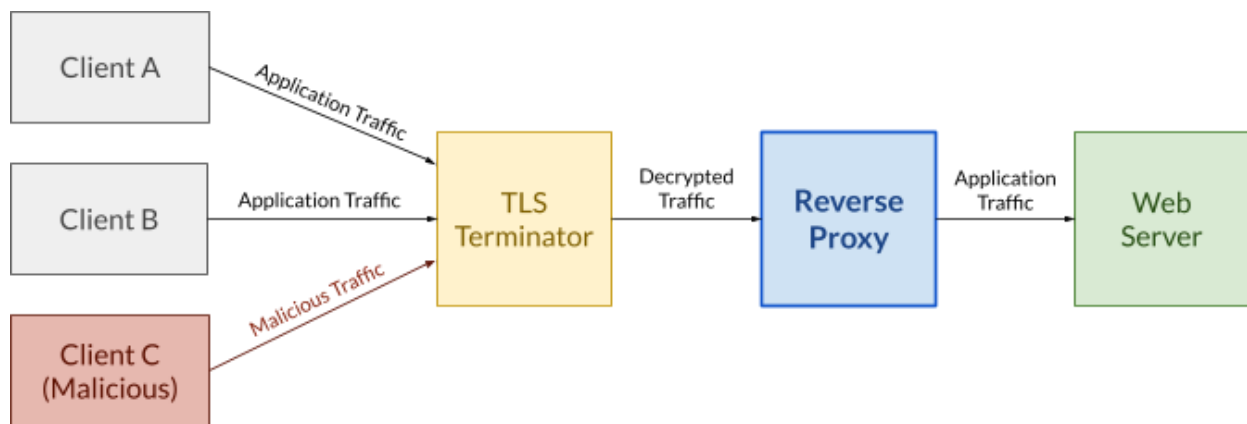 Client A
Application Traffic
Client B
Application Traffic
Client C
(Malicious)
Malicious Traffic
TLS
Terminator
Decrypted
Traffic
Reverse
Proxy
Application
Traffic
Web
Server